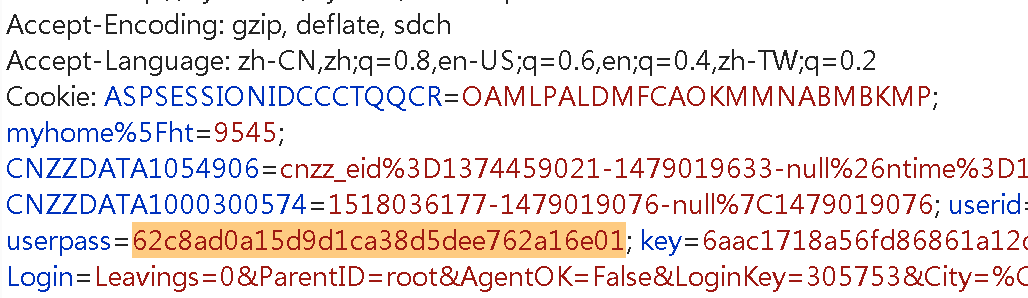 Accept-Encoding: gzip, deflate, sdch
Accept-Language: zh-CN,zh;q=0.8,en-US;q=0.6,en;q=0.4,zh-TW;q=0.2
Cookie: ASPSESSIONIDCCCTQQCR=OAMLPALDMFCAOKMMNABMBKMP;
myhome%5Fht=9545;
CNZZDATA1054906=cnzz_eid%3D1374459021-1479019633-null%26ntime%3D1
CNZZDATA1000300574=1518036177-1479019076-null%7C1479019076; userid=
userpass=62c8ad0a15d9d1ca38d5dee762a16e01; key=6aac1718a56fd86861a12
Login=Leavings=0&ParentID=root&AgentOK=False&LoginKey=305753&City=%